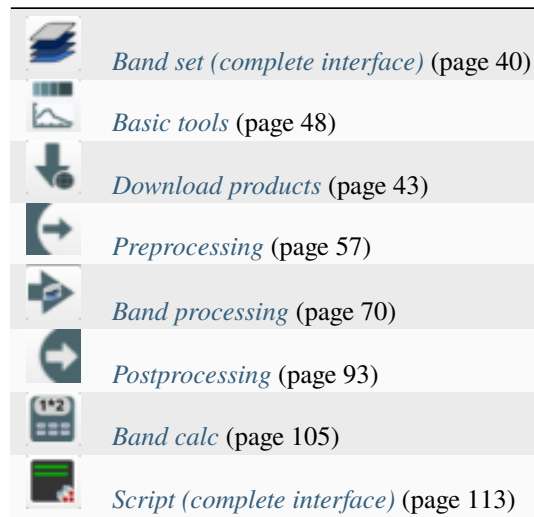 Band set (complete interface) (page 40)
Basic tools (page 48)
Download products (page 43)
Preprocessing (page 57)
Band processing (page 70)
Postprocessing (page 93)
1*2
Band calc (page 105)
Script (complete interface) (page 113)